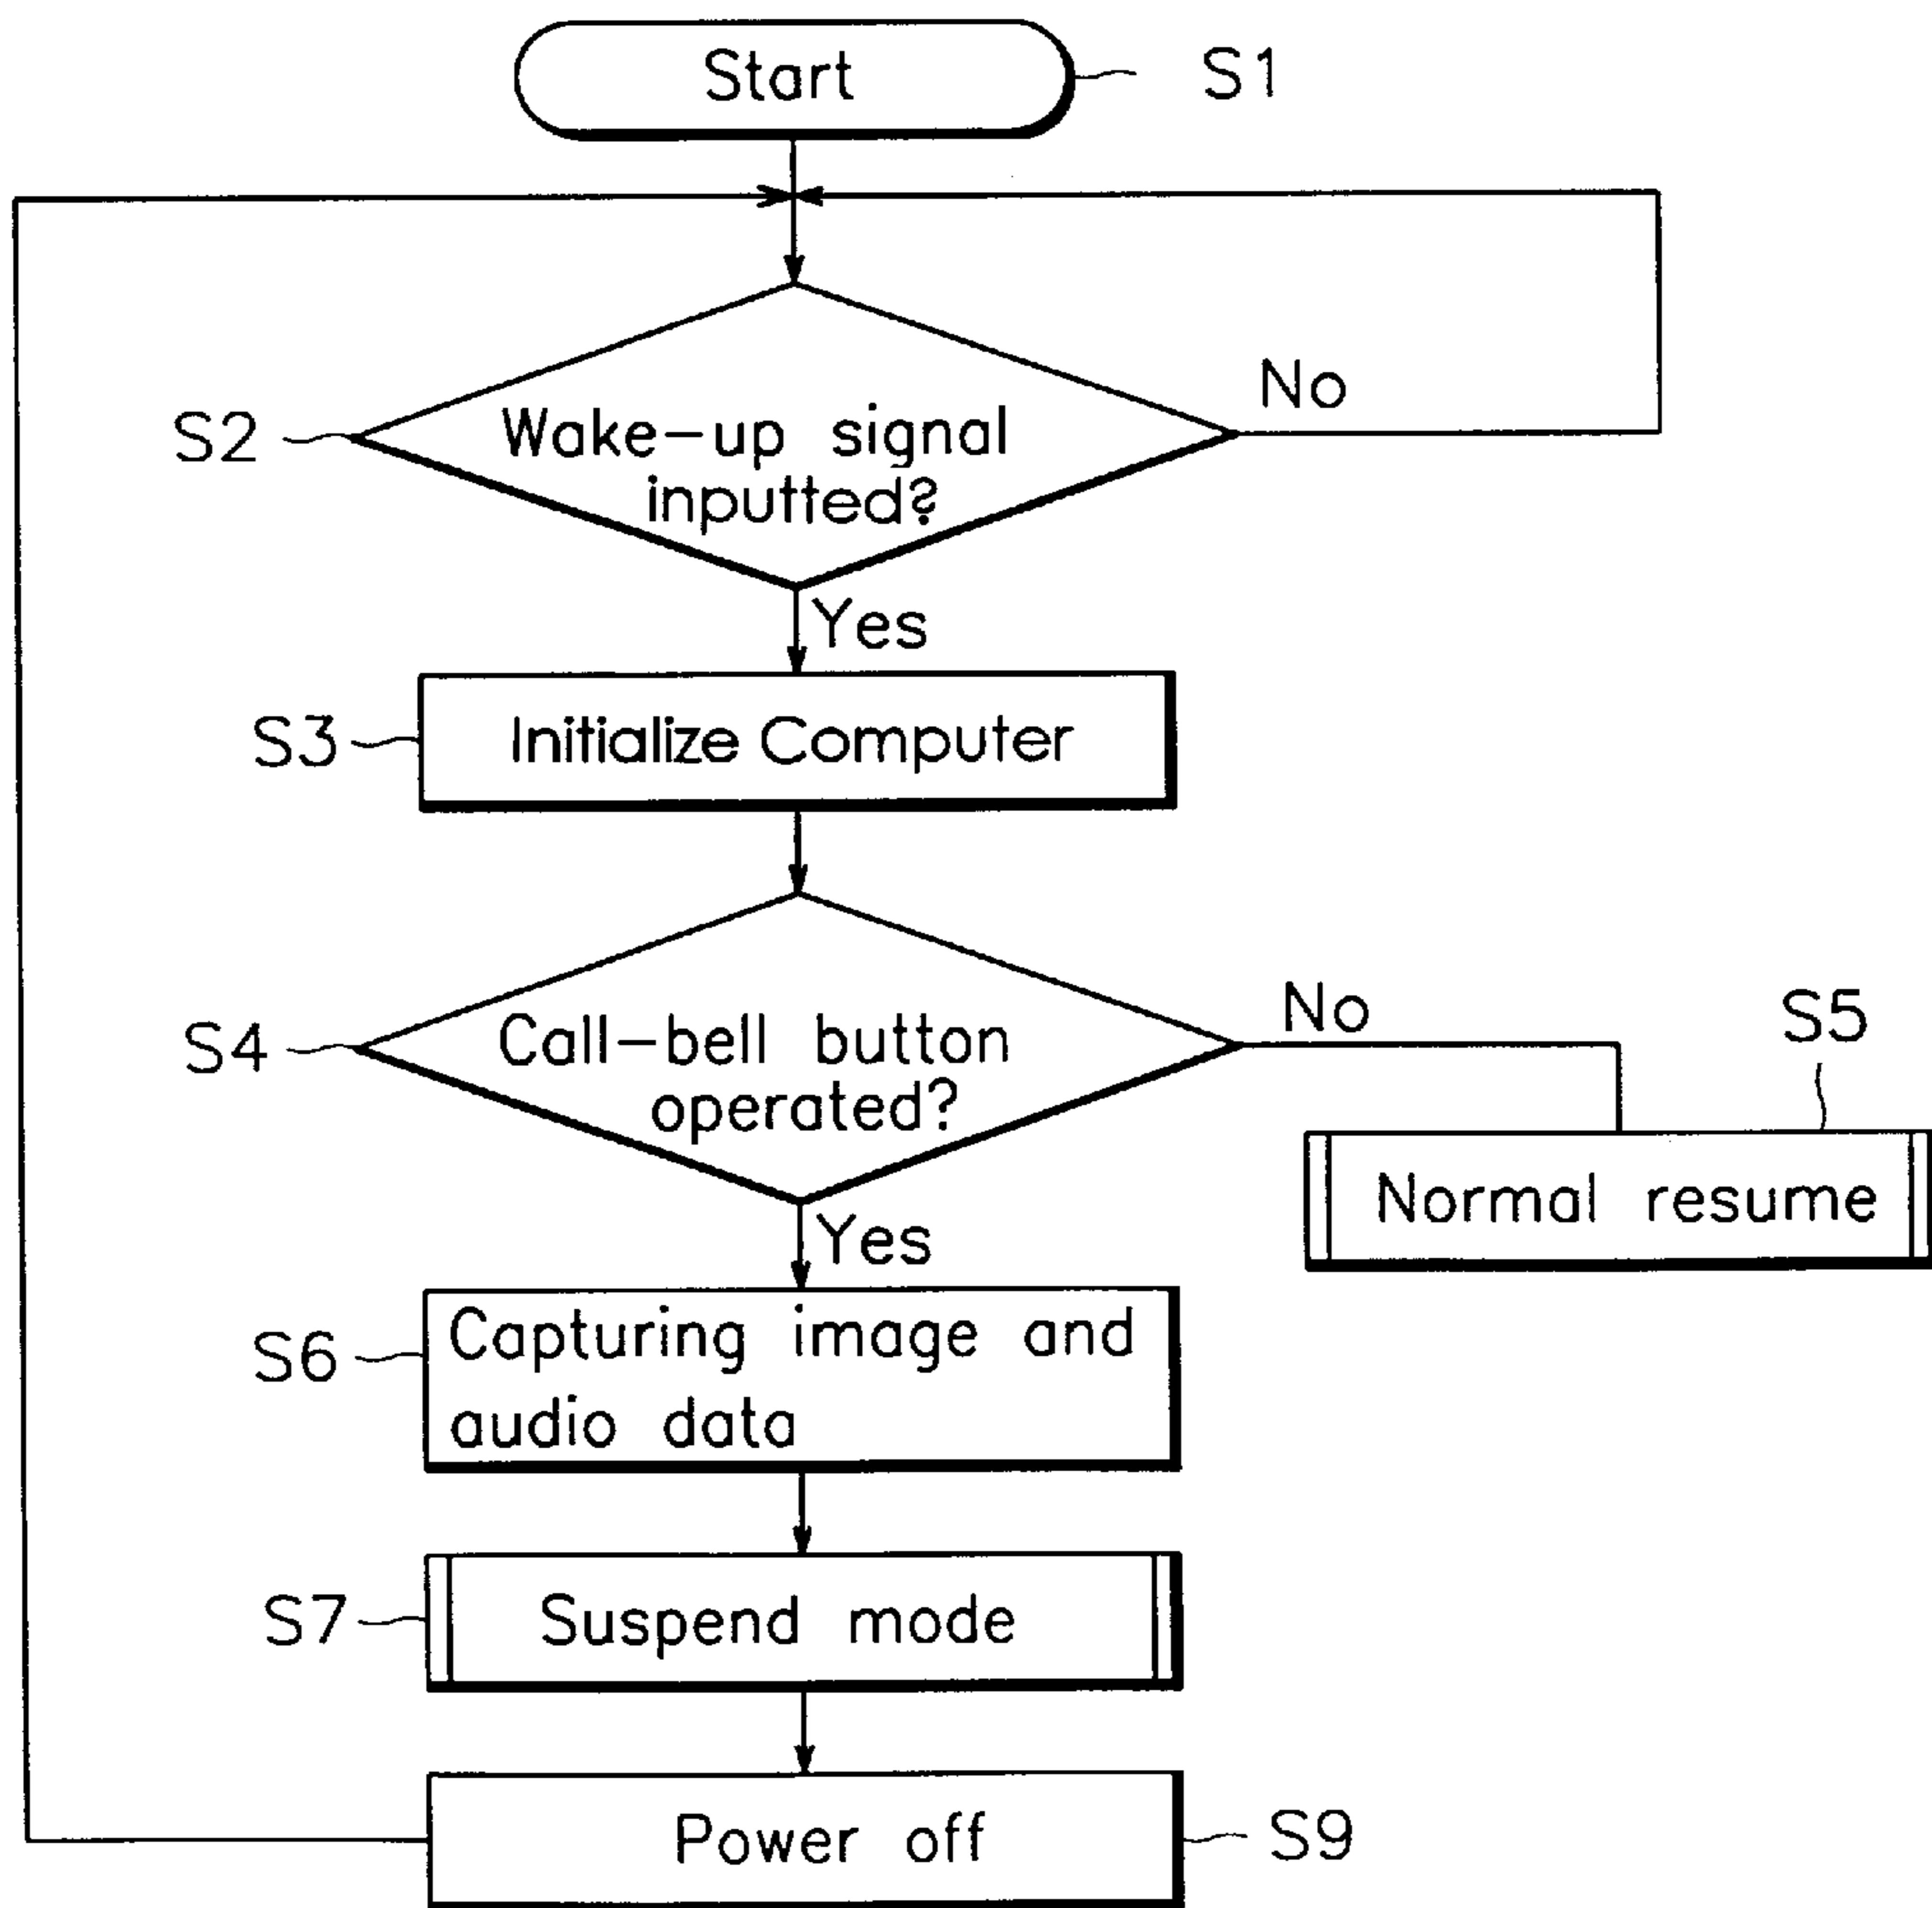 Start
S1
No
S2
Wake-up signal
inputted?
Yes
S3
Initialize Computer
No
S5
S4
Call-bell button
operated?
Normal resume
Yes
S6
Capturing image and
audio data
S7
Suspend mode
Power off
S9